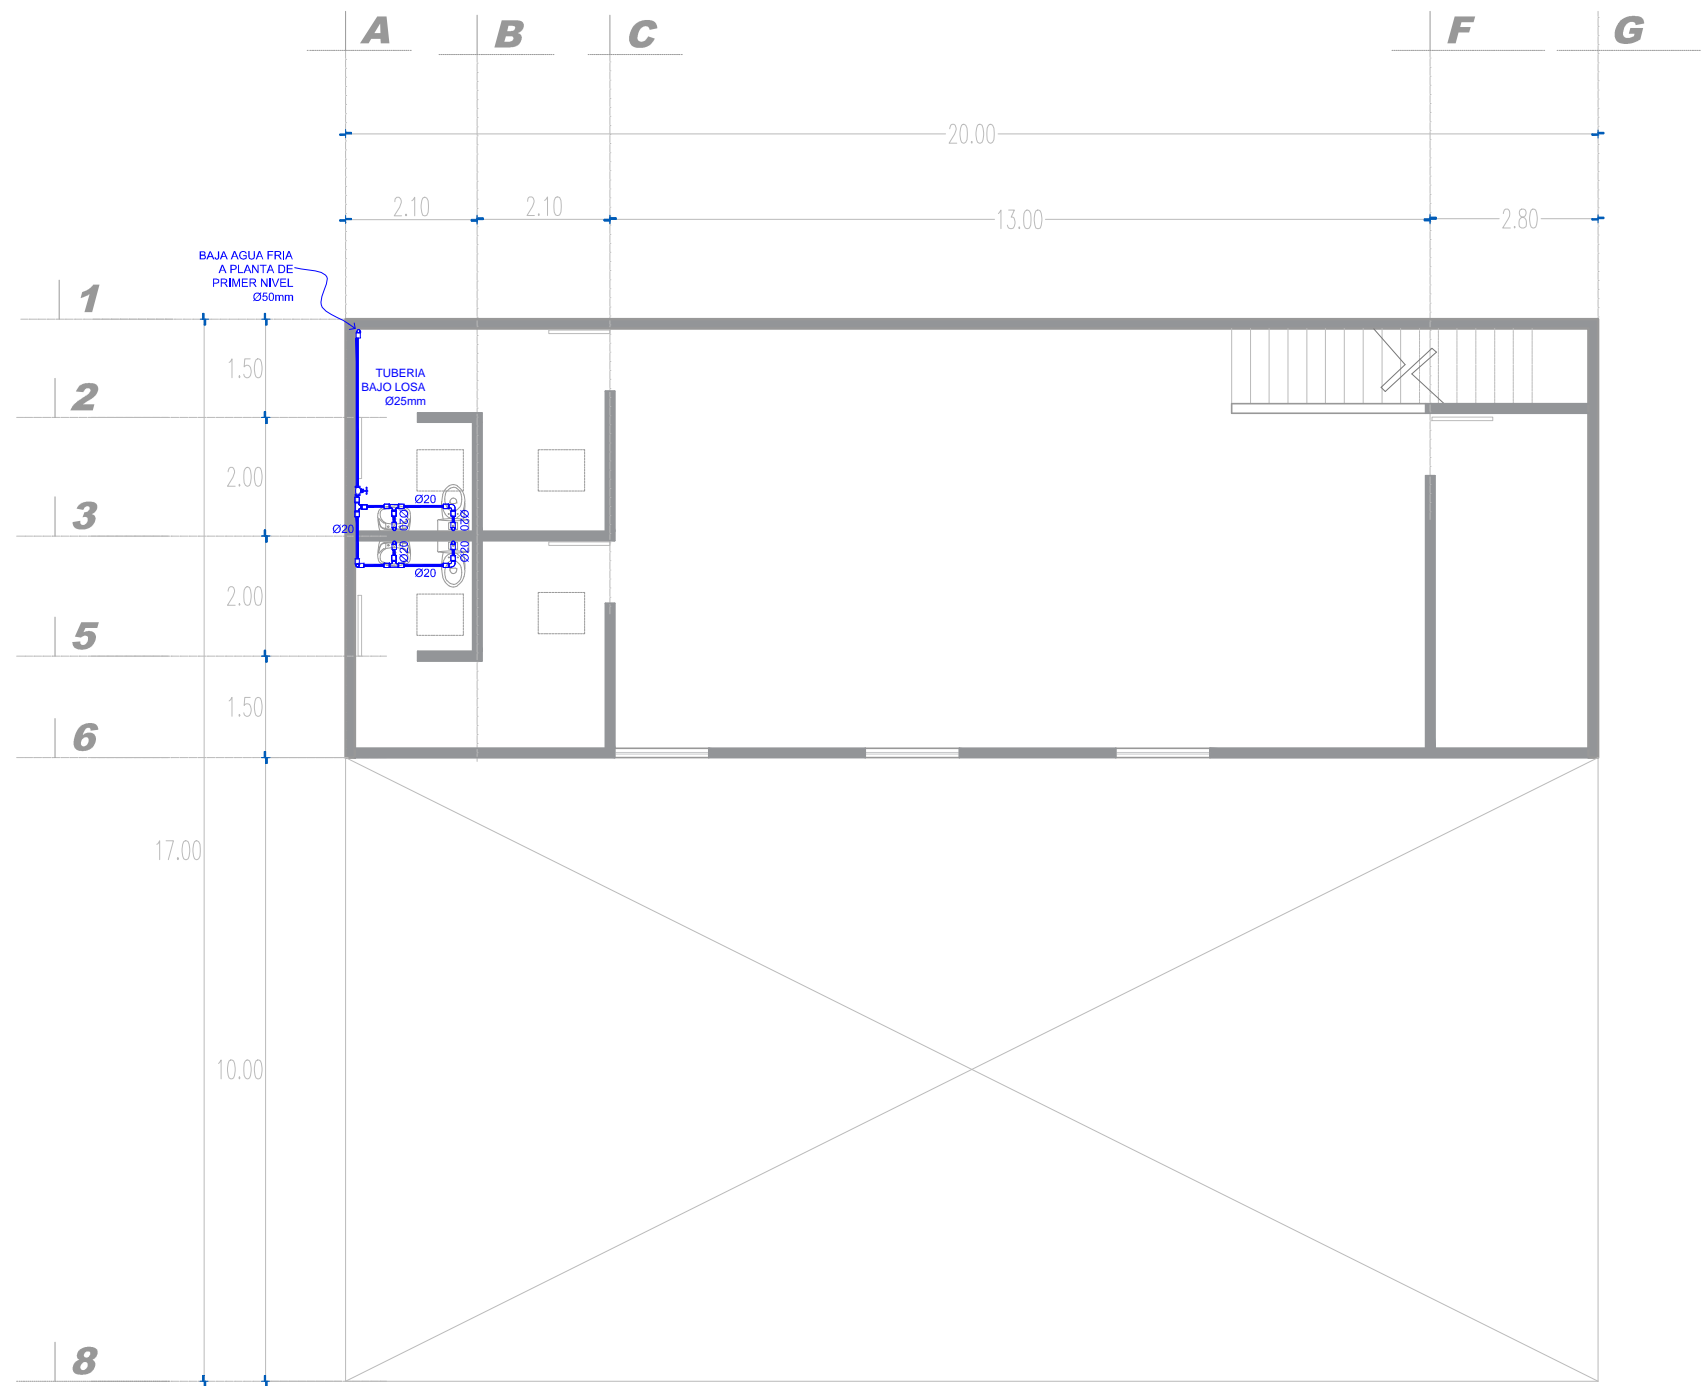 A
B
C
F
G
20.00
2.10
2.10
13.00
2.80
BAJA AGUA FRIA
A PLANTA DE
PRIMER NIVEL
Ø50mm
1
1.50
TUBERIA
BAJO LOSA
Ø25mm
2
2.00
Ø20
3
Ø20
Ø20
Ø20
Ø20
Ø20
Ø20
2.00
5
1.50
6
17.00
10.00
8